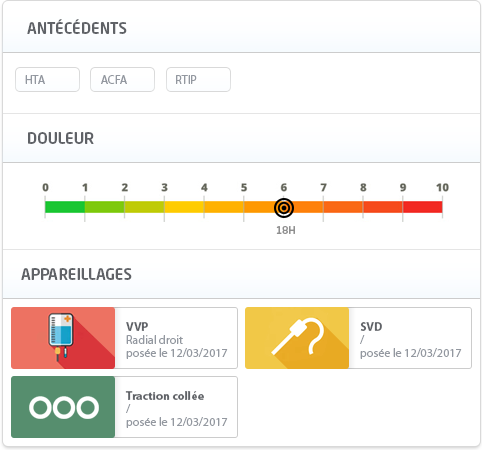 ANTÉCÉDENTS
HTA ACFA RTIP
DOULEUR
0 1 2 3 4 5 6 7 8 9 10
18H
APPAREILLAGES
VVP
Radial droit
posée le 12/03/2017
SVD
/
posée le 12/03/2017
Traction collée
/
posée le 12/03/2017